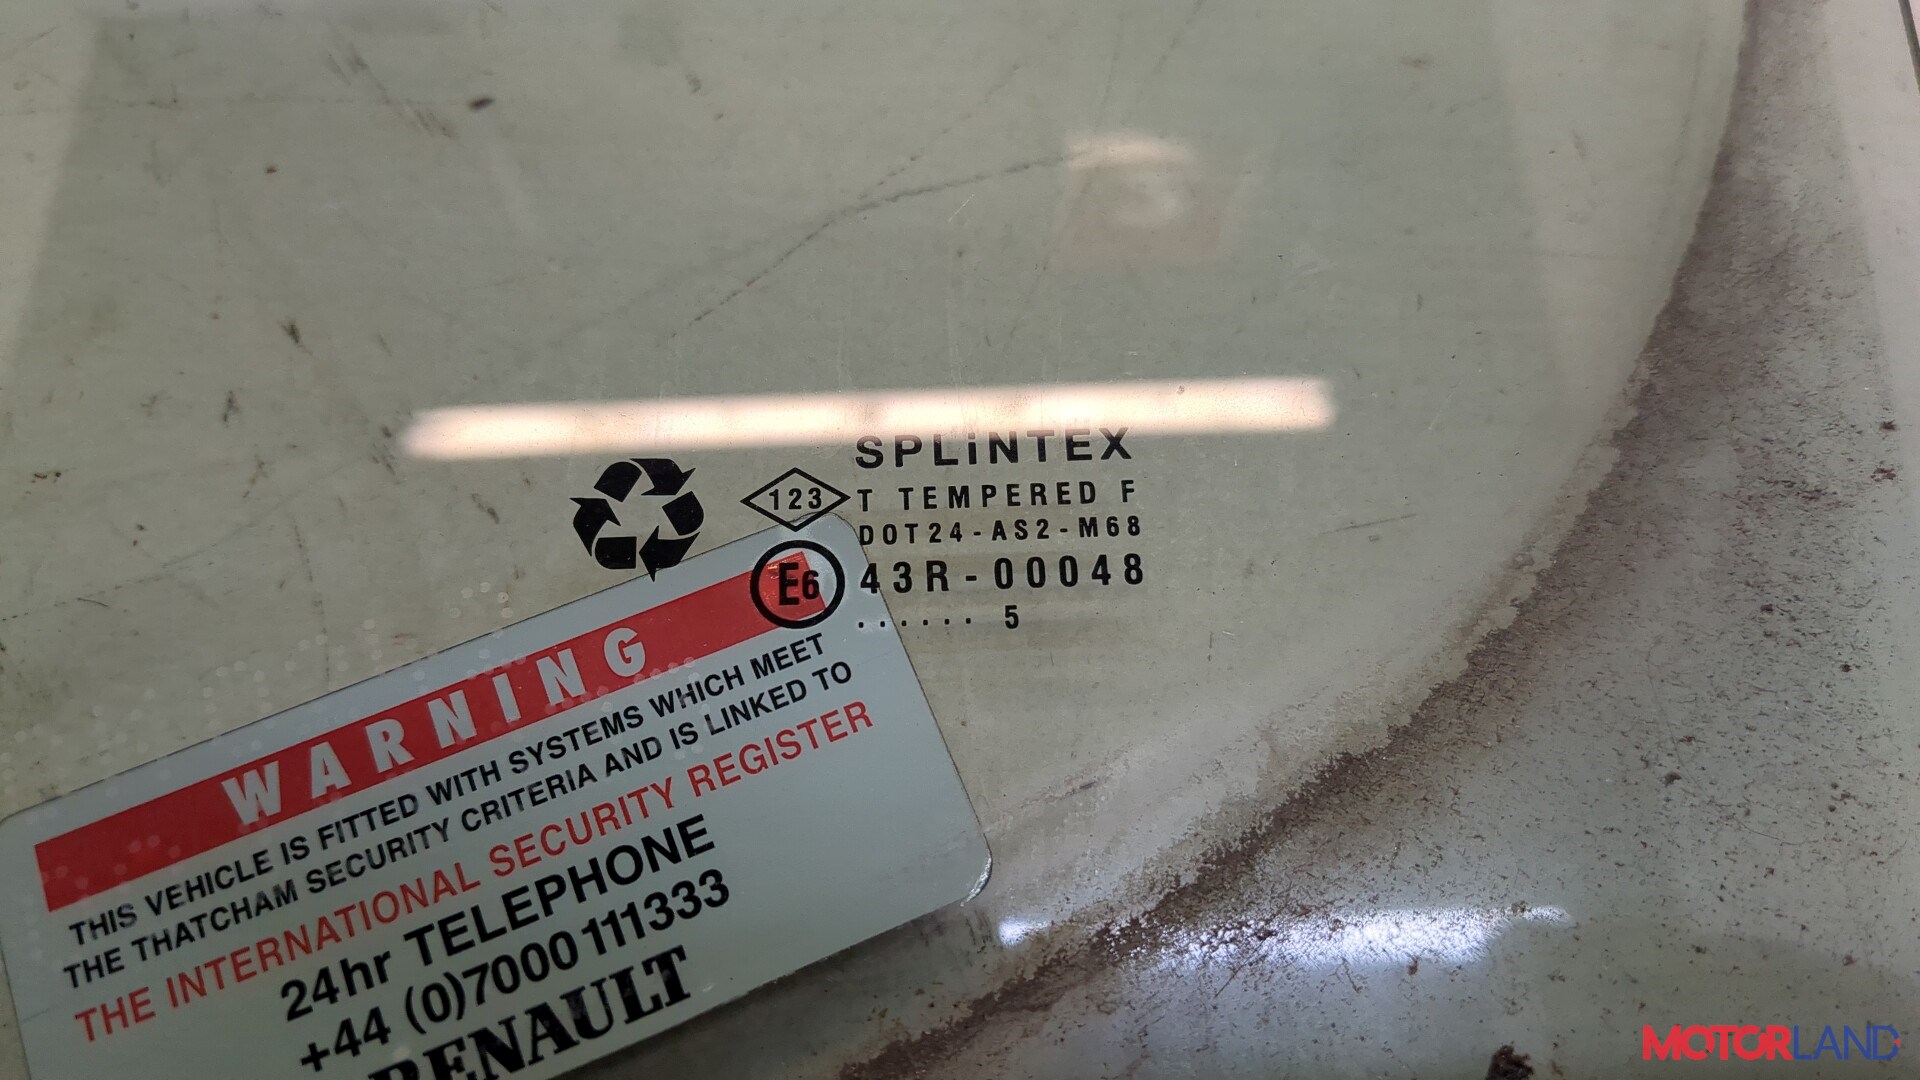 SPLiNTEX
123 T TEMPERED F
DOT24-AS2-M68
E6 43R-00048
...... 5
WARNING
THIS VEHICLE IS FITTED WITH SYSTEMS WHICH MEET
THE THATCHAM SECURITY CRITERIA AND IS LINKED TO
THE INTERNATIONAL SECURITY REGISTER
24hr TELEPHONE
+44 (0)7000 111333
RENAULT
MOTORLAND